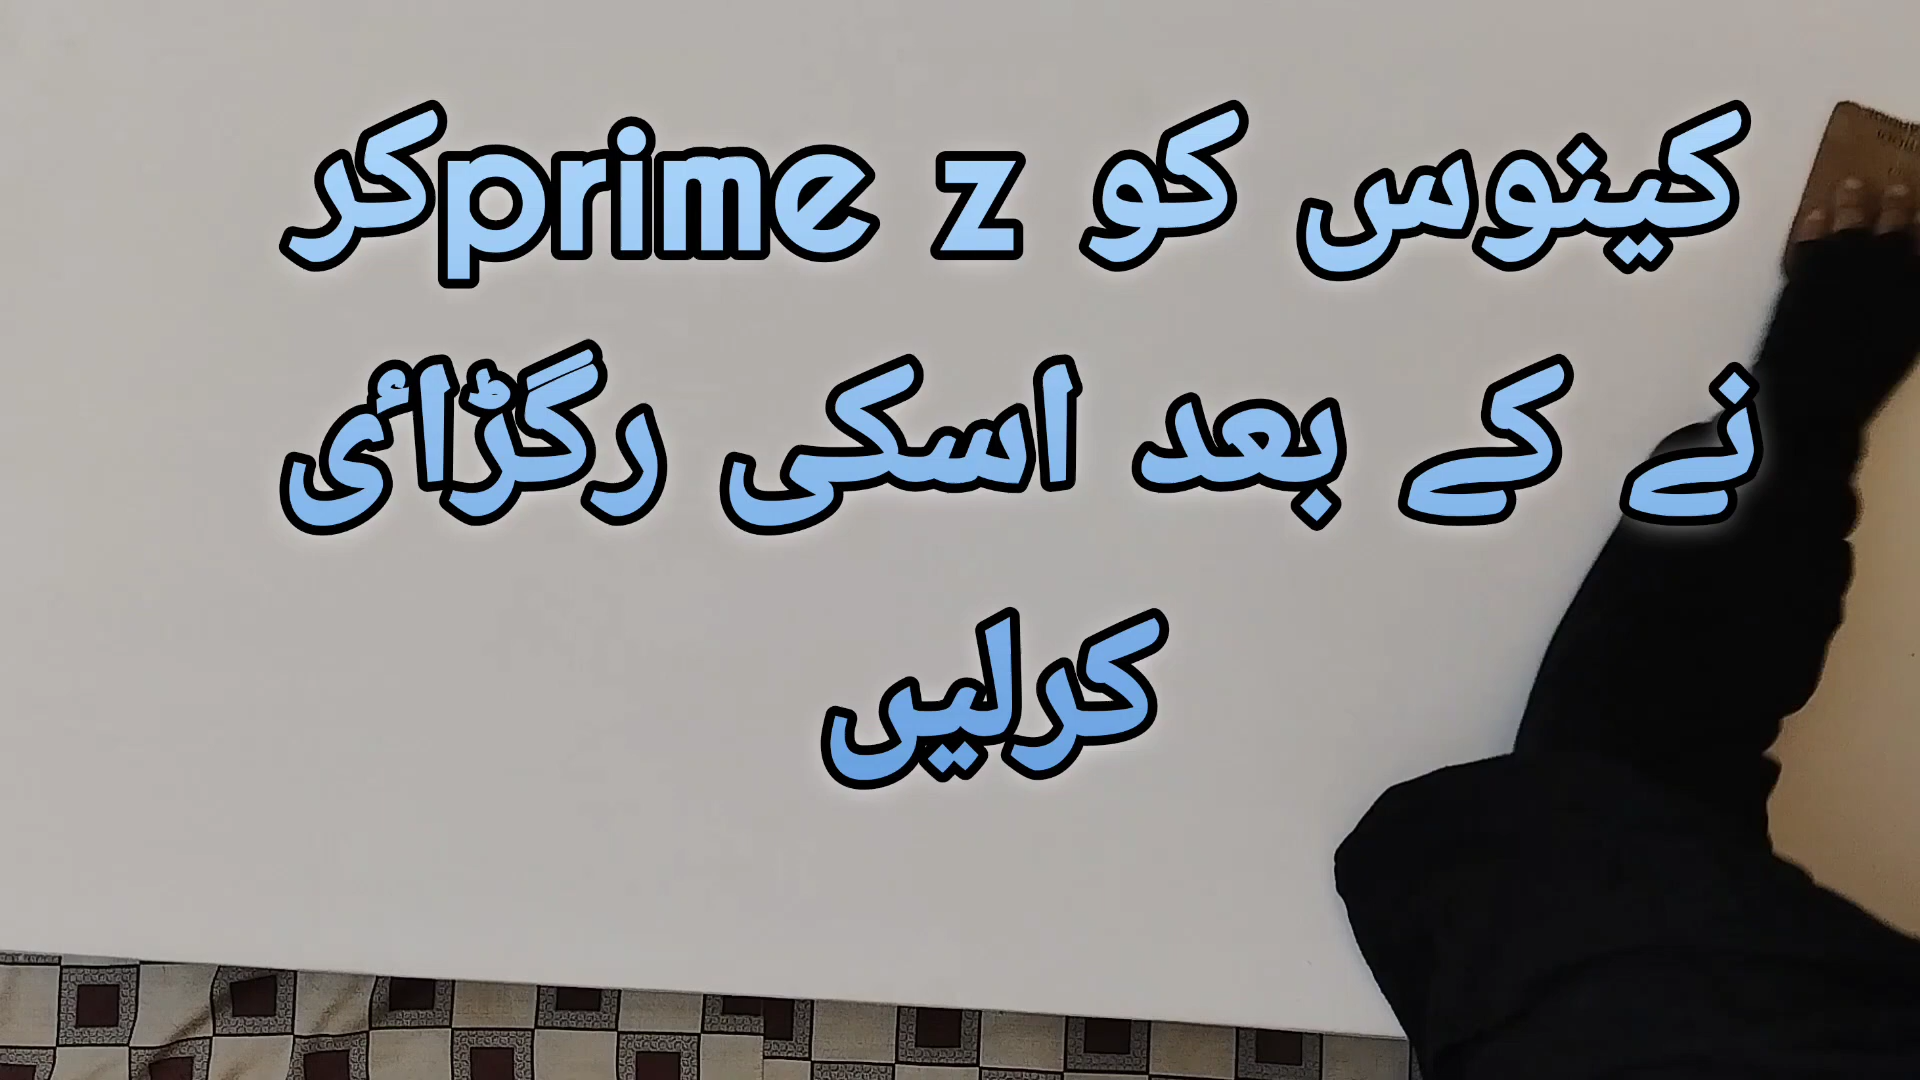 کینوس کو prime zکر
نے کے بعد اسکی رگڑائی
کرلیں